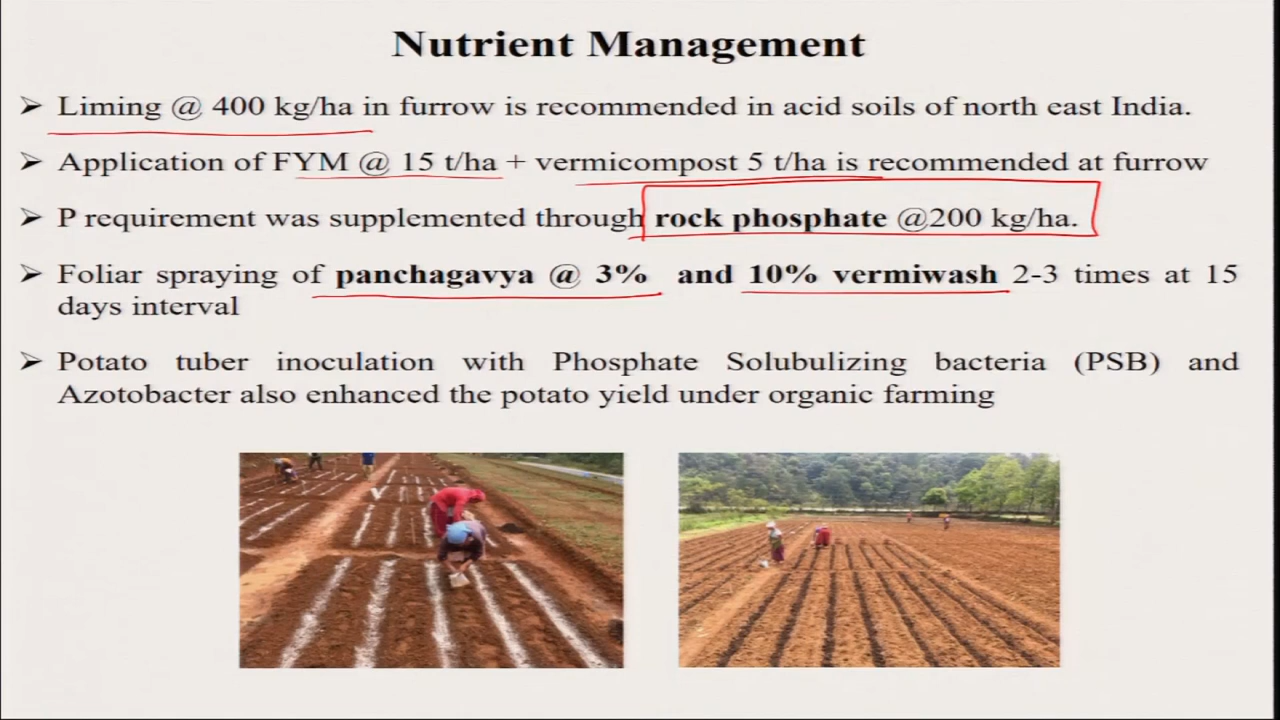 Nutrient Management
➢ Liming @ 400 kg/ha in furrow is recommended in acid soils of north east India.
➢ Application of FYM @ 15 t/ha + vermicompost 5 t/ha is recommended at furrow
➢ P requirement was supplemented through rock phosphate @200 kg/ha.
➢ Foliar spraying of panchagavya @ 3% and 10% vermiwash 2-3 times at 15
days interval
➢ Potato tuber inoculation with Phosphate Solubulizing bacteria (PSB) and
Azotobacter also enhanced the potato yield under organic farming